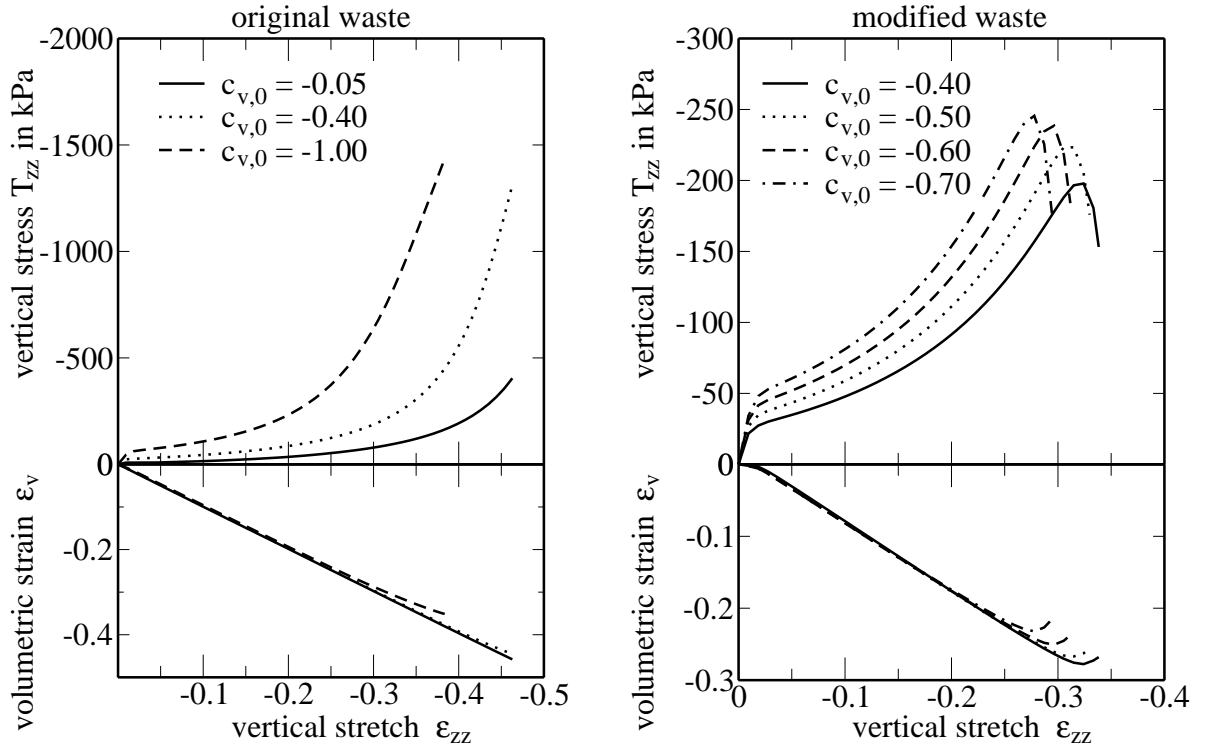 original waste
-2000
-1500
-1000
-500
0
-0.2
-0.4
vertical stress T_zz in kPa
volumetric strain ε_v
c_v,0 = -0.05
c_v,0 = -0.40
c_v,0 = -1.00
-0.1 -0.2 -0.3 -0.4 -0.5
vertical stretch ε_zz
modified waste
-300
-250
-200
-150
-100
-50
0
-0.1
-0.2
-0.3
vertical stress T_zz in kPa
volumetric strain ε_v
c_v,0 = -0.40
c_v,0 = -0.50
c_v,0 = -0.60
c_v,0 = -0.70
0 -0.1 -0.2 -0.3 -0.4
vertical stretch ε_zz